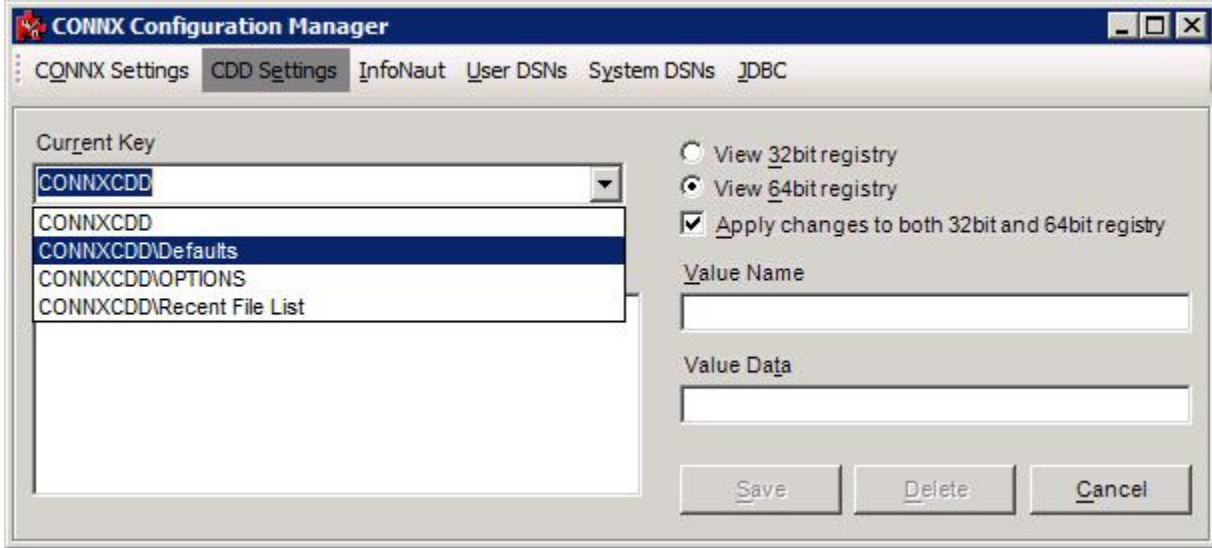 CONNX Configuration Manager
CONNX Settings CDD Settings InfoNaut User DSNs System DSNs JDBC
Current Key
CONNXCDD
CONNXCDD
CONNXCDD\Defaults
CONNXCDD\OPTIONS
CONNXCDD\Recent File List
View 32bit registry
View 64bit registry
Apply changes to both 32bit and 64bit registry
Value Name
Value Data
Save Delete Cancel